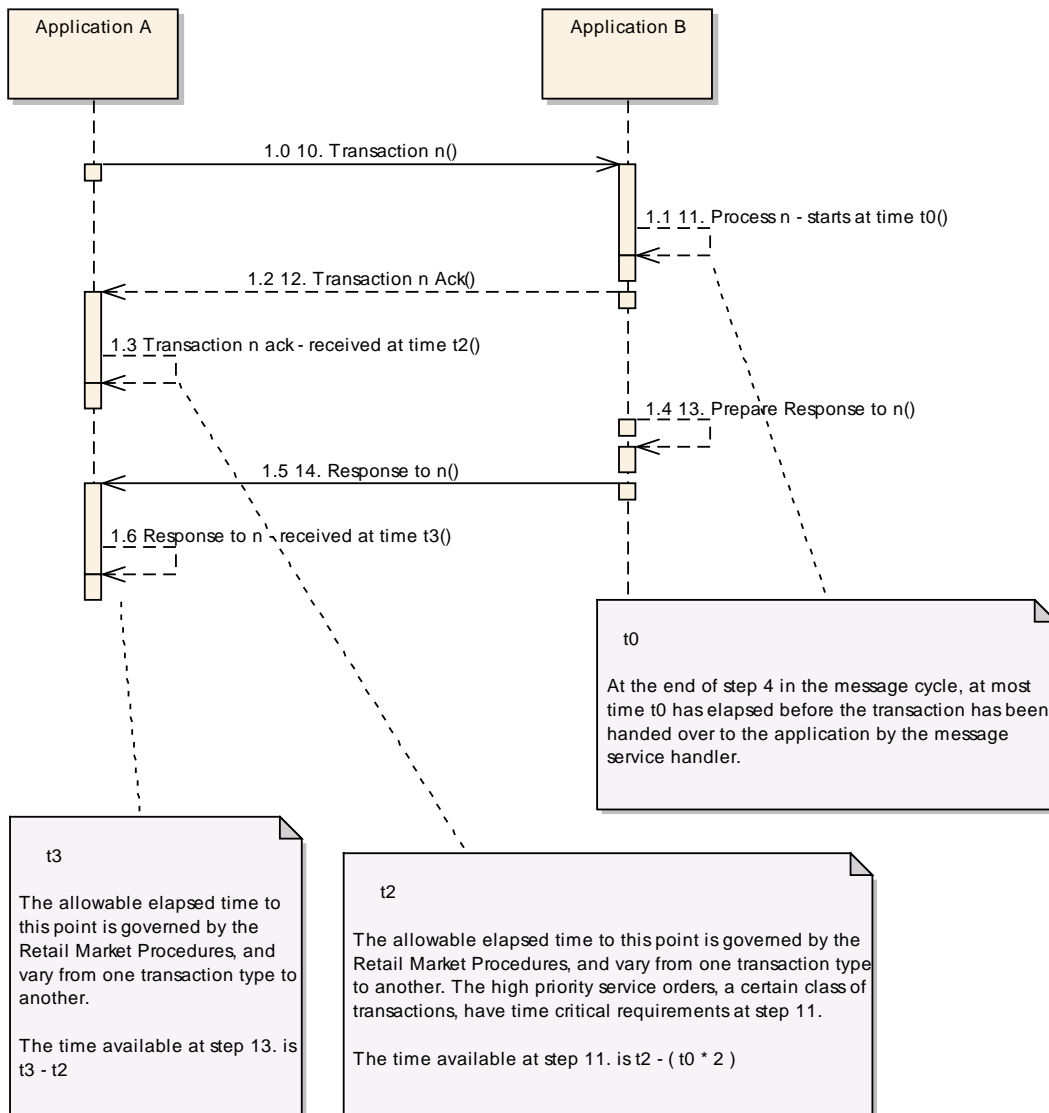 Application A
Application B
1.0 10. Transaction n()
1.1 11. Process n - starts at time t0()
1.2 12. Transaction n Ack()
1.3 Transaction n ack - received at time t2()
1.4 13. Prepare Response to n()
1.5 14. Response to n()
1.6 Response to n - received at time t3()
t0
At the end of step 4 in the message cycle, at most
time t0 has elapsed before the transaction has been
handed over to the application by the message
service handler.
t3
The allowable elapsed time to
this point is governed by the
Retail Market Procedures, and
vary from one transaction type to
another.
The time available at step 13. is
t3 - t2
t2
The allowable elapsed time to this point is governed by the
Retail Market Procedures, and vary from one transaction type
to another. The high priority service orders, a certain class of
transactions, have time critical requirements at step 11.
The time available at step 11. is t2 - ( t0 * 2 )